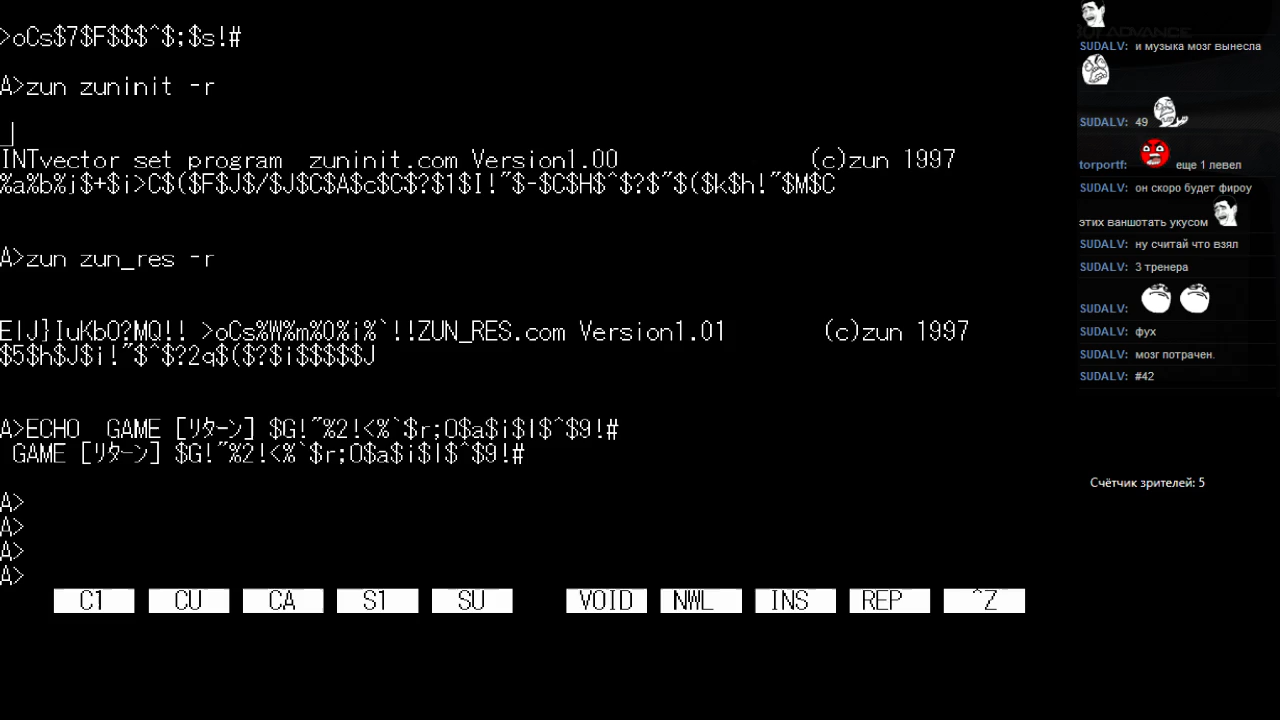 >oCs$7$F$$$^$;$s!#
A>zun zuninit -r
INTvector set program  zuninit.com Version1.00 (c)zun 1997
%a%b%j$+$i>C$($F$J$/$J$C$A$c$C$?$1$I!"$-$C$H$^$?$"$($k$h!"$M$C
A>zun zun_res -r
E|J}IuKbO?MQ!! >oCs%W%m%0%i%`!!ZUN_RES.com Version1.01 (c)zun 1997
$5$h$J$i!"$^$?2q$($?$i$$$$$J
A>ECHO  GAME [リターン] $G!"%2!<%`$r;O$a$i$l$^$9!#
GAME [リターン] $G!"%2!<%`$r;O$a$i$l$^$9!#
A>
A>
A>
A>
C1 CU CA S1 SU VOID NWL INS REP ^Z
SUDALV: и музыка мозг вынесла
SUDALV: 49
torportf: еще 1 левел
SUDALV: он скоро будет фироу
этих ваншотать укусом
SUDALV: ну считай что взял
SUDALV: 3 тренера
SUDALV:
SUDALV: фух
SUDALV: мозг потрачен.
SUDALV: #42
Счётчик зрителей: 5